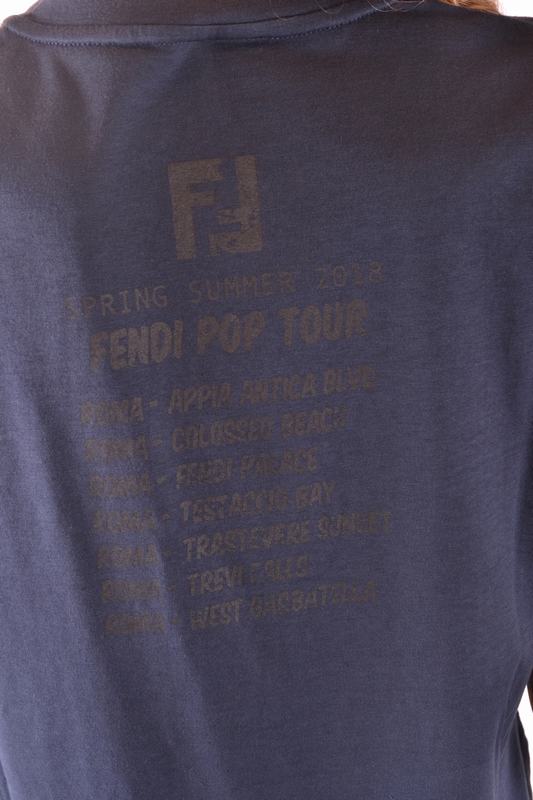 FF
SPRING SUMMER 2018
FENDI POP TOUR
ROMA - APPIA ANTICA BLVD
ROMA - COLOSSEO BEACH
ROMA - FENDI PALACE
ROMA - TESTACCIO BAY
ROMA - TRASTEVERE SUNSET
ROMA - TREVI FALLS
ROMA - WEST GARBATELLA